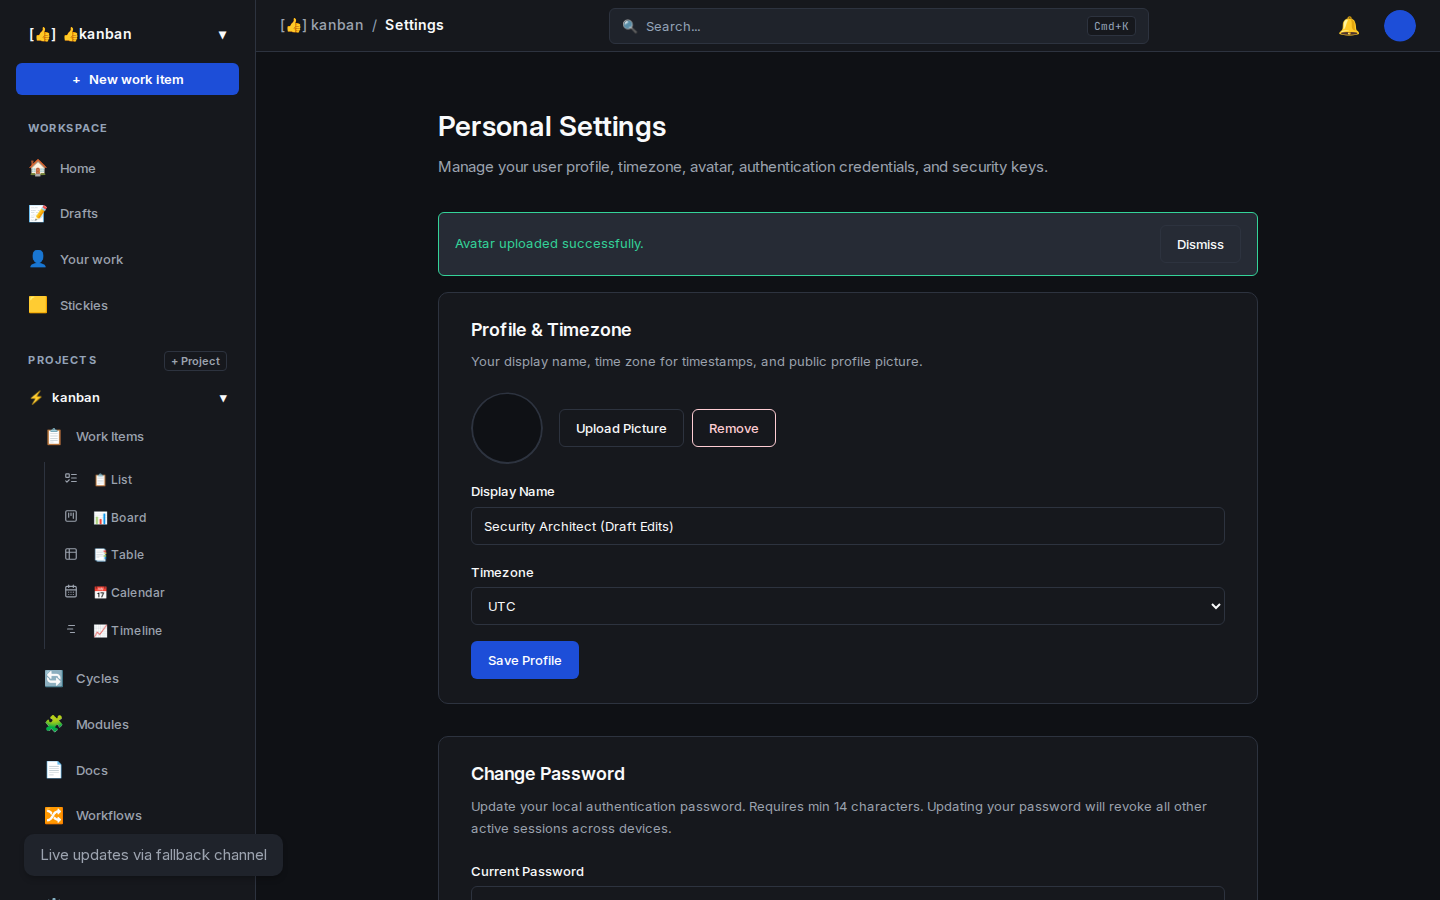 [👍] 👍kanban ▼
+ New work item
WORKSPACE
🏠 Home
📝 Drafts
👤 Your work
🟨 Stickies
PROJECTS + Project
⚡ kanban ▼
📋 Work Items
📋 List
📊 Board
📑 Table
📅 Calendar
📈 Timeline
🔄 Cycles
🧩 Modules
📄 Docs
🔀 Workflows
Live updates via fallback channel
[👍] kanban / Settings
🔍 Search... Cmd+K
🔔
Personal Settings
Manage your user profile, timezone, avatar, authentication credentials, and security keys.
Avatar uploaded successfully. Dismiss
Profile & Timezone
Your display name, time zone for timestamps, and public profile picture.
Upload Picture Remove
Display Name
Security Architect (Draft Edits)
Timezone
UTC
Save Profile
Change Password
Update your local authentication password. Requires min 14 characters. Updating your password will revoke all other
active sessions across devices.
Current Password